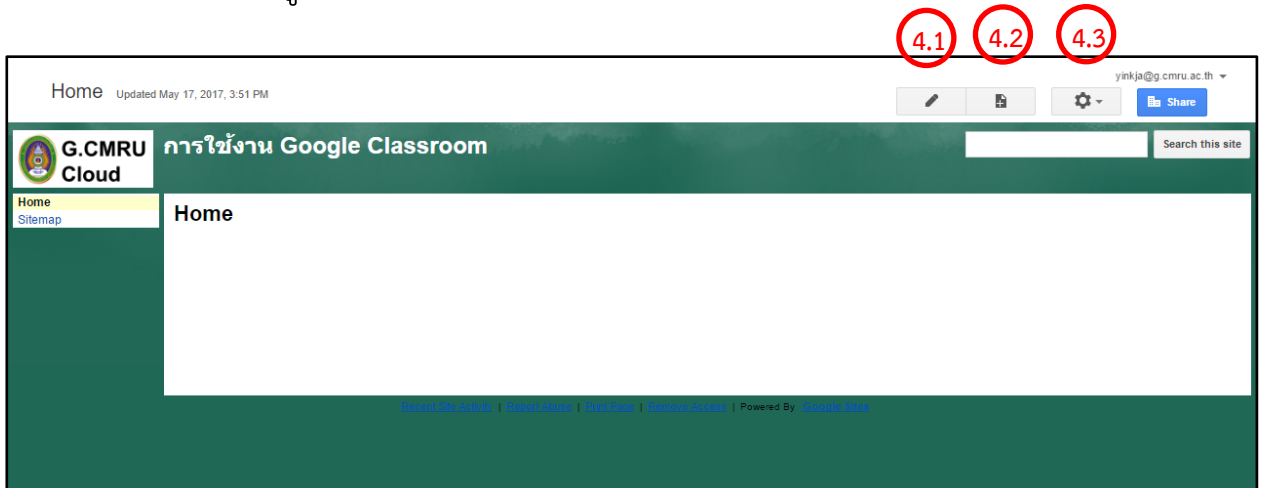 4.1 4.2 4.3
yinkja@g.cmru.ac.th
Home Updated May 17, 2017, 3:51 PM
Share
G.CMRU
Cloud
การใช้งาน Google Classroom
Search this site
Home
Sitemap
Home
Recent Site Activity | Report Abuse | Print Page | Remove Access | Powered By Google Sites